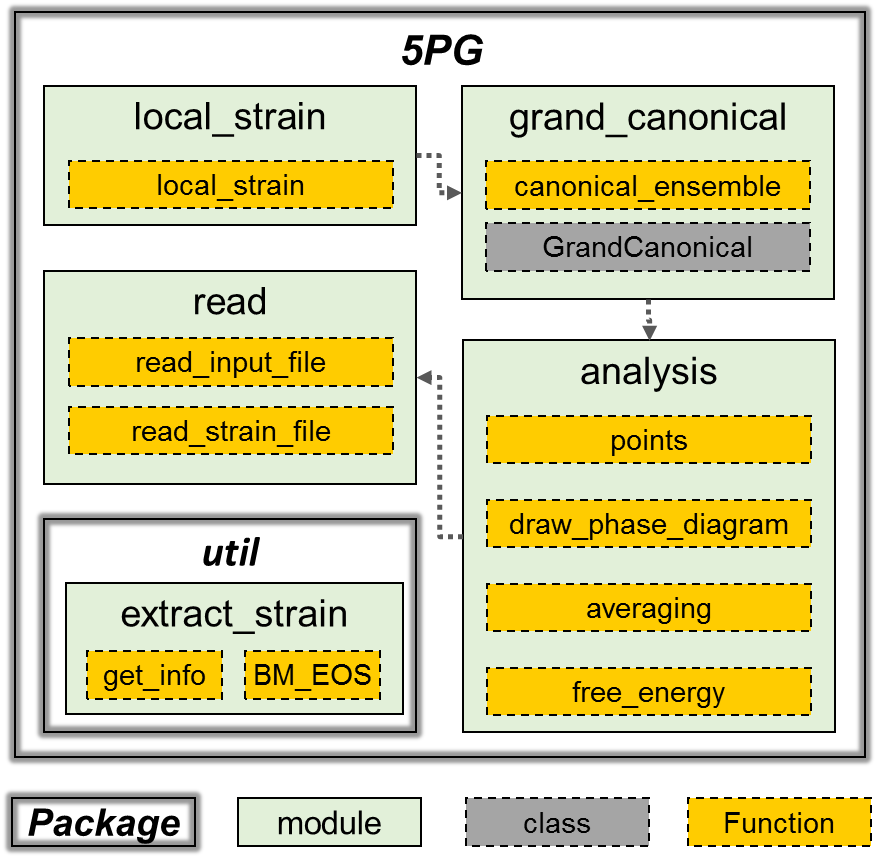 5PG
local_strain
local_strain
grand_canonical
canonical_ensemble
GrandCanonical
read
read_input_file
read_strain_file
analysis
points
draw_phase_diagram
averaging
free_energy
util
extract_strain
get_info
BM_EOS
Package
module
class
Function